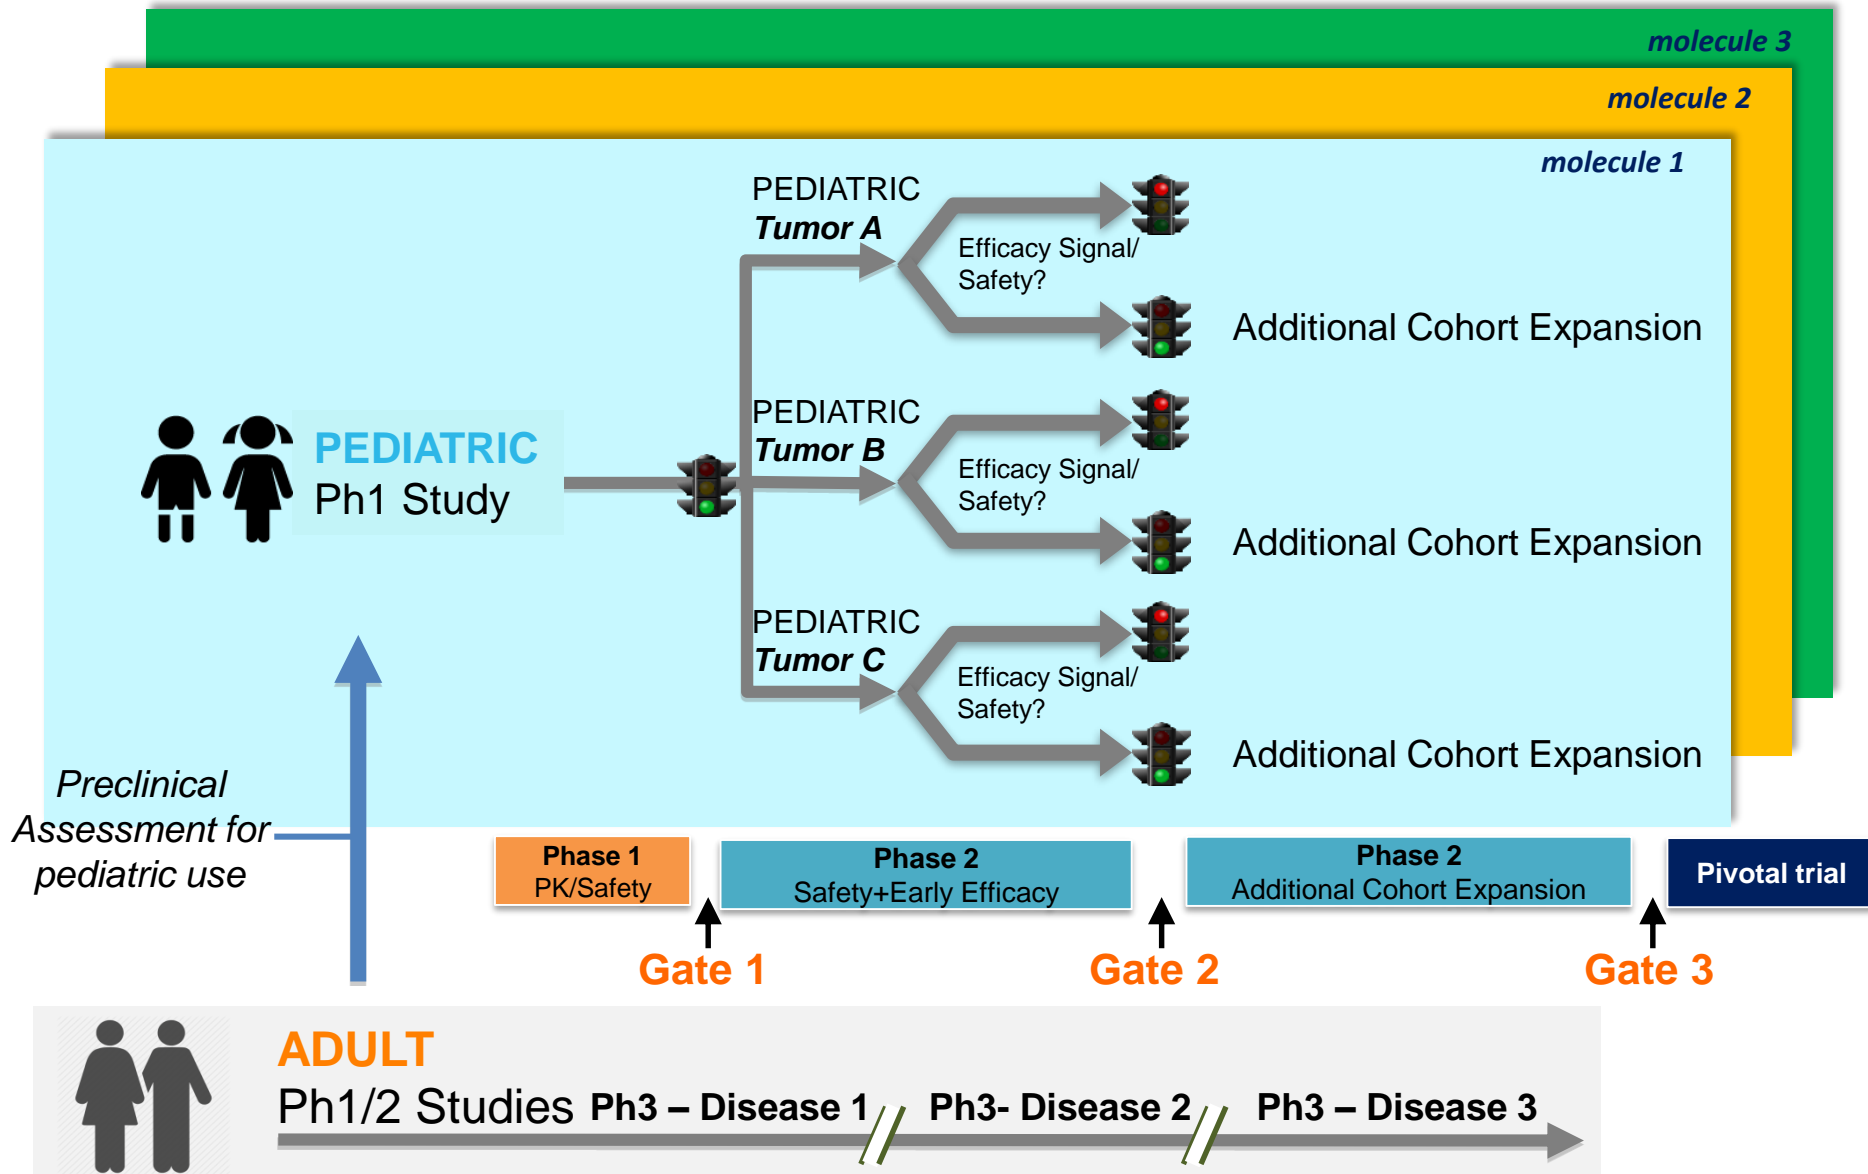 molecule 3
molecule 2
molecule 1
PEDIATRIC
Tumor A
Efficacy Signal/
Safety?
Additional Cohort Expansion
PEDIATRIC
Tumor B
Efficacy Signal/
Safety?
Additional Cohort Expansion
PEDIATRIC
Ph1 Study
PEDIATRIC
Tumor C
Efficacy Signal/
Safety?
Additional Cohort Expansion
Preclinical
Assessment for
pediatric use
Phase 1
PK/Safety
Phase 2
Safety+Early Efficacy
Phase 2
Additional Cohort Expansion
Pivotal trial
Gate 1
Gate 2
Gate 3
ADULT
Ph1/2 Studies
Ph3 – Disease 1
Ph3- Disease 2
Ph3 – Disease 3